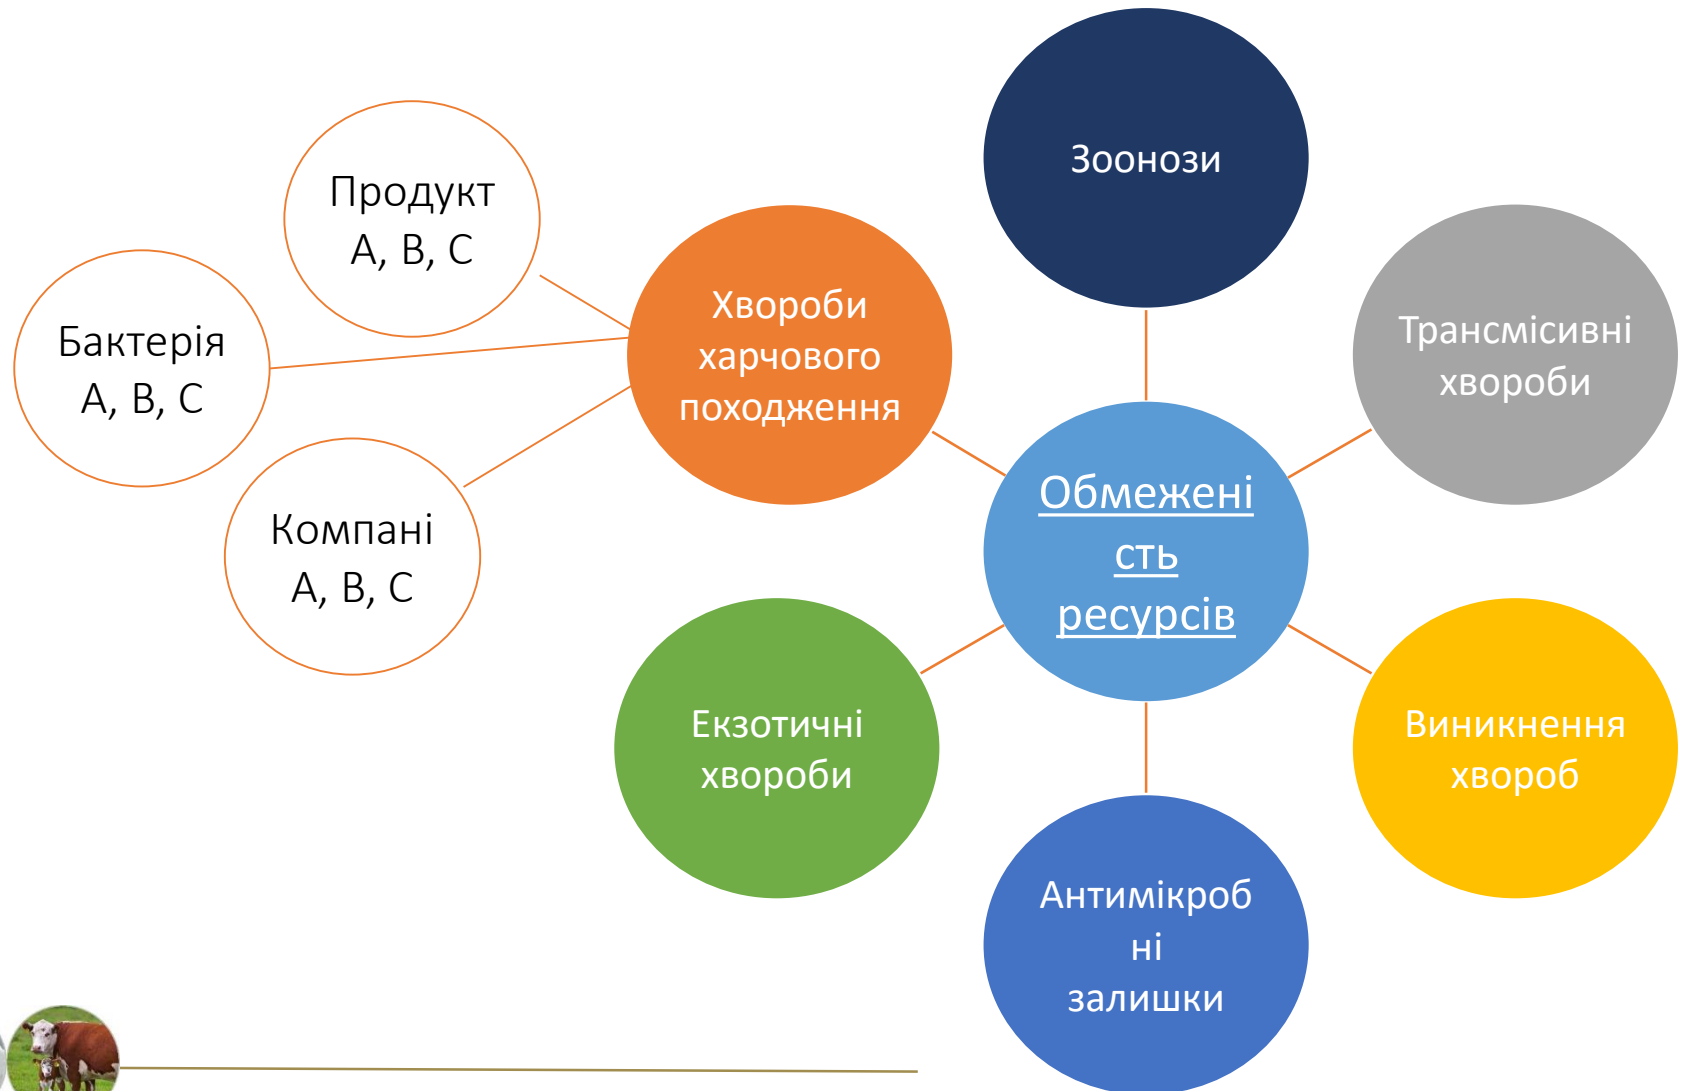 Зоонози
Продукт
А, В, С
Хвороби
харчового
походження
Трансмісивні
хвороби
Бактерія
А, В, С
Обмежені
сть
ресурсів
Компані
А, В, С
Екзотичні
хвороби
Виникнення
хвороб
Антимікроб
ні
залишки